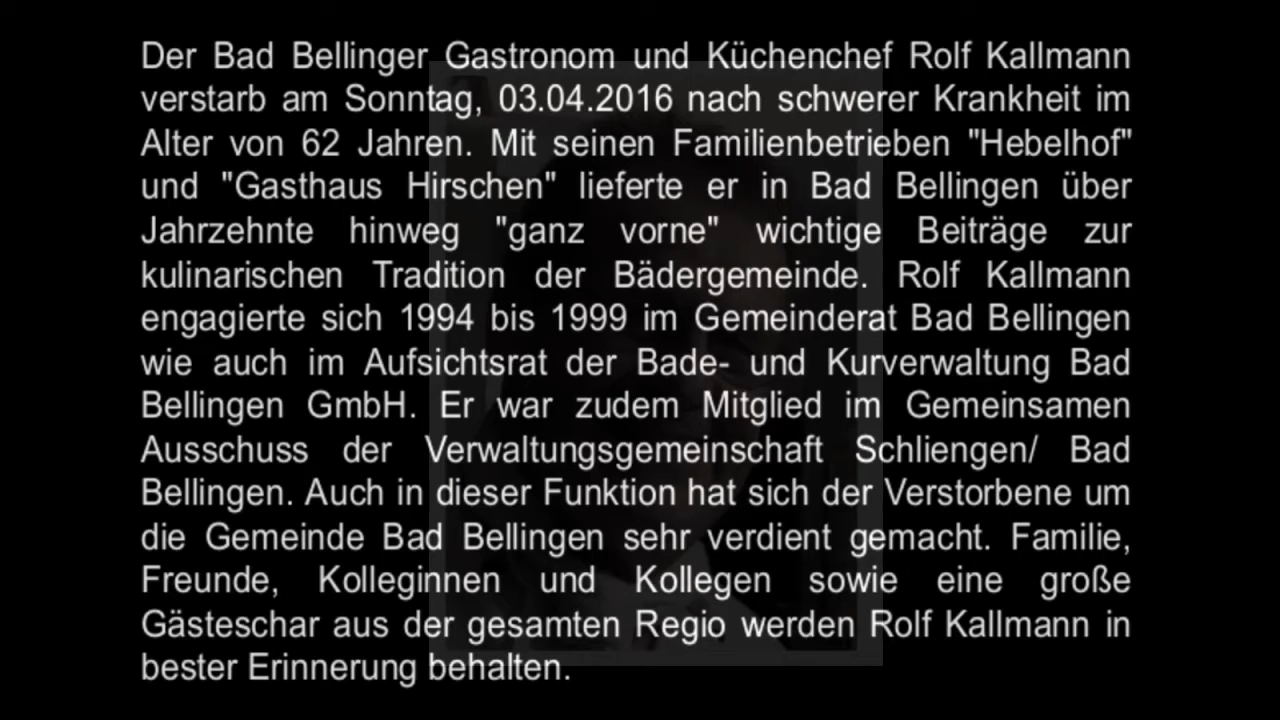 Der Bad Bellinger Gastronom und Küchenchef Rolf Kallmann
verstarb am Sonntag, 03.04.2016 nach schwerer Krankheit im
Alter von 62 Jahren. Mit seinen Familienbetrieben "Hebelhof"
und "Gasthaus Hirschen" lieferte er in Bad Bellingen über
Jahrzehnte hinweg "ganz vorne" wichtige Beiträge zur
kulinarischen Tradition der Bädergemeinde. Rolf Kallmann
engagierte sich 1994 bis 1999 im Gemeinderat Bad Bellingen
wie auch im Aufsichtsrat der Bade- und Kurverwaltung Bad
Bellingen GmbH. Er war zudem Mitglied im Gemeinsamen
Ausschuss der Verwaltungsgemeinschaft Schliengen/ Bad
Bellingen. Auch in dieser Funktion hat sich der Verstorbene um
die Gemeinde Bad Bellingen sehr verdient gemacht. Familie,
Freunde, Kolleginnen und Kollegen sowie eine große
Gästeschar aus der gesamten Regio werden Rolf Kallmann in
bester Erinnerung behalten.